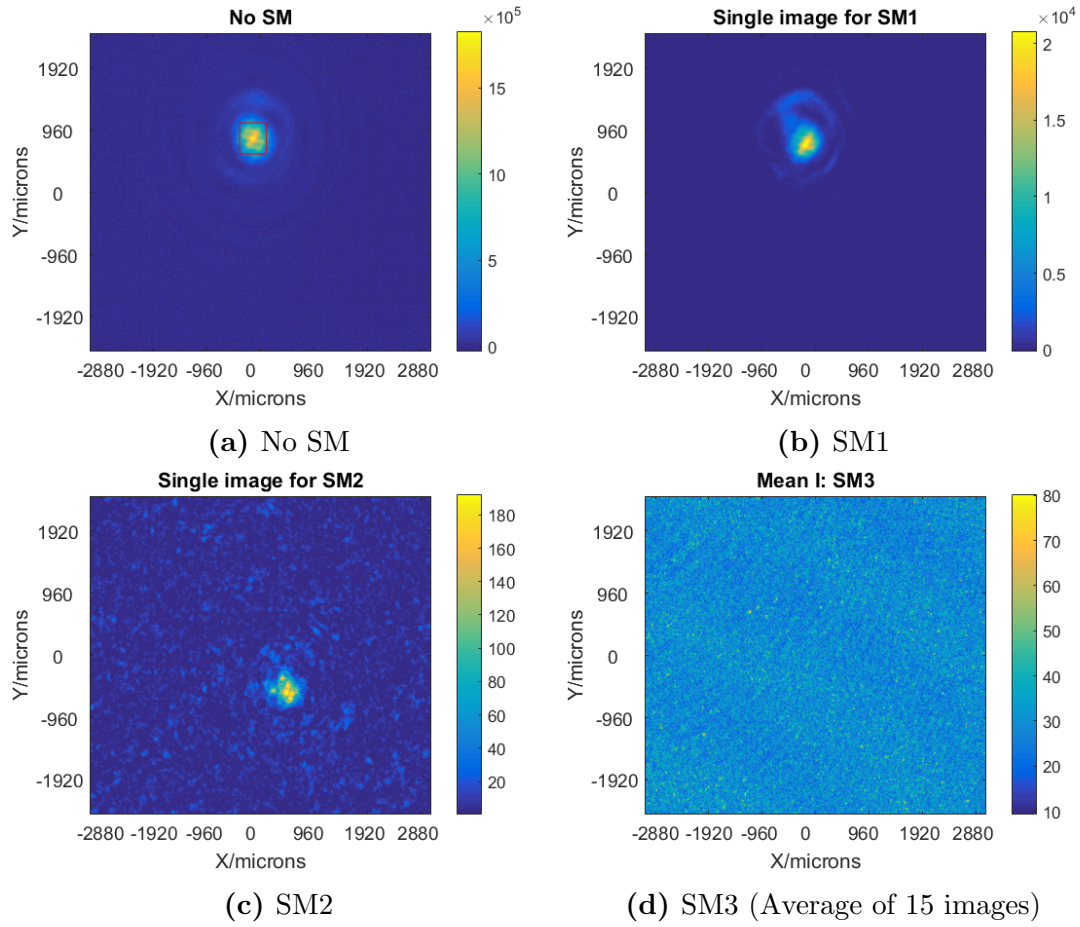 No SM
×10^5
1920
960
0
-960
-1920
Y/microns
-2880 -1920 -960 0 960 1920 2880
X/microns
15
10
5
0
(a) No SM
Single image for SM1
×10^4
1920
960
0
-960
-1920
Y/microns
-2880 -1920 -960 0 960 1920 2880
X/microns
2
1.5
1
0.5
0
(b) SM1
Single image for SM2
1920
960
0
-960
-1920
Y/microns
-2880 -1920 -960 0 960 1920 2880
X/microns
180
160
140
120
100
80
60
40
20
(c) SM2
Mean I: SM3
1920
960
0
-960
-1920
Y/microns
-2880 -1920 -960 0 960 1920 2880
X/microns
80
70
60
50
40
30
20
10
(d) SM3 (Average of 15 images)